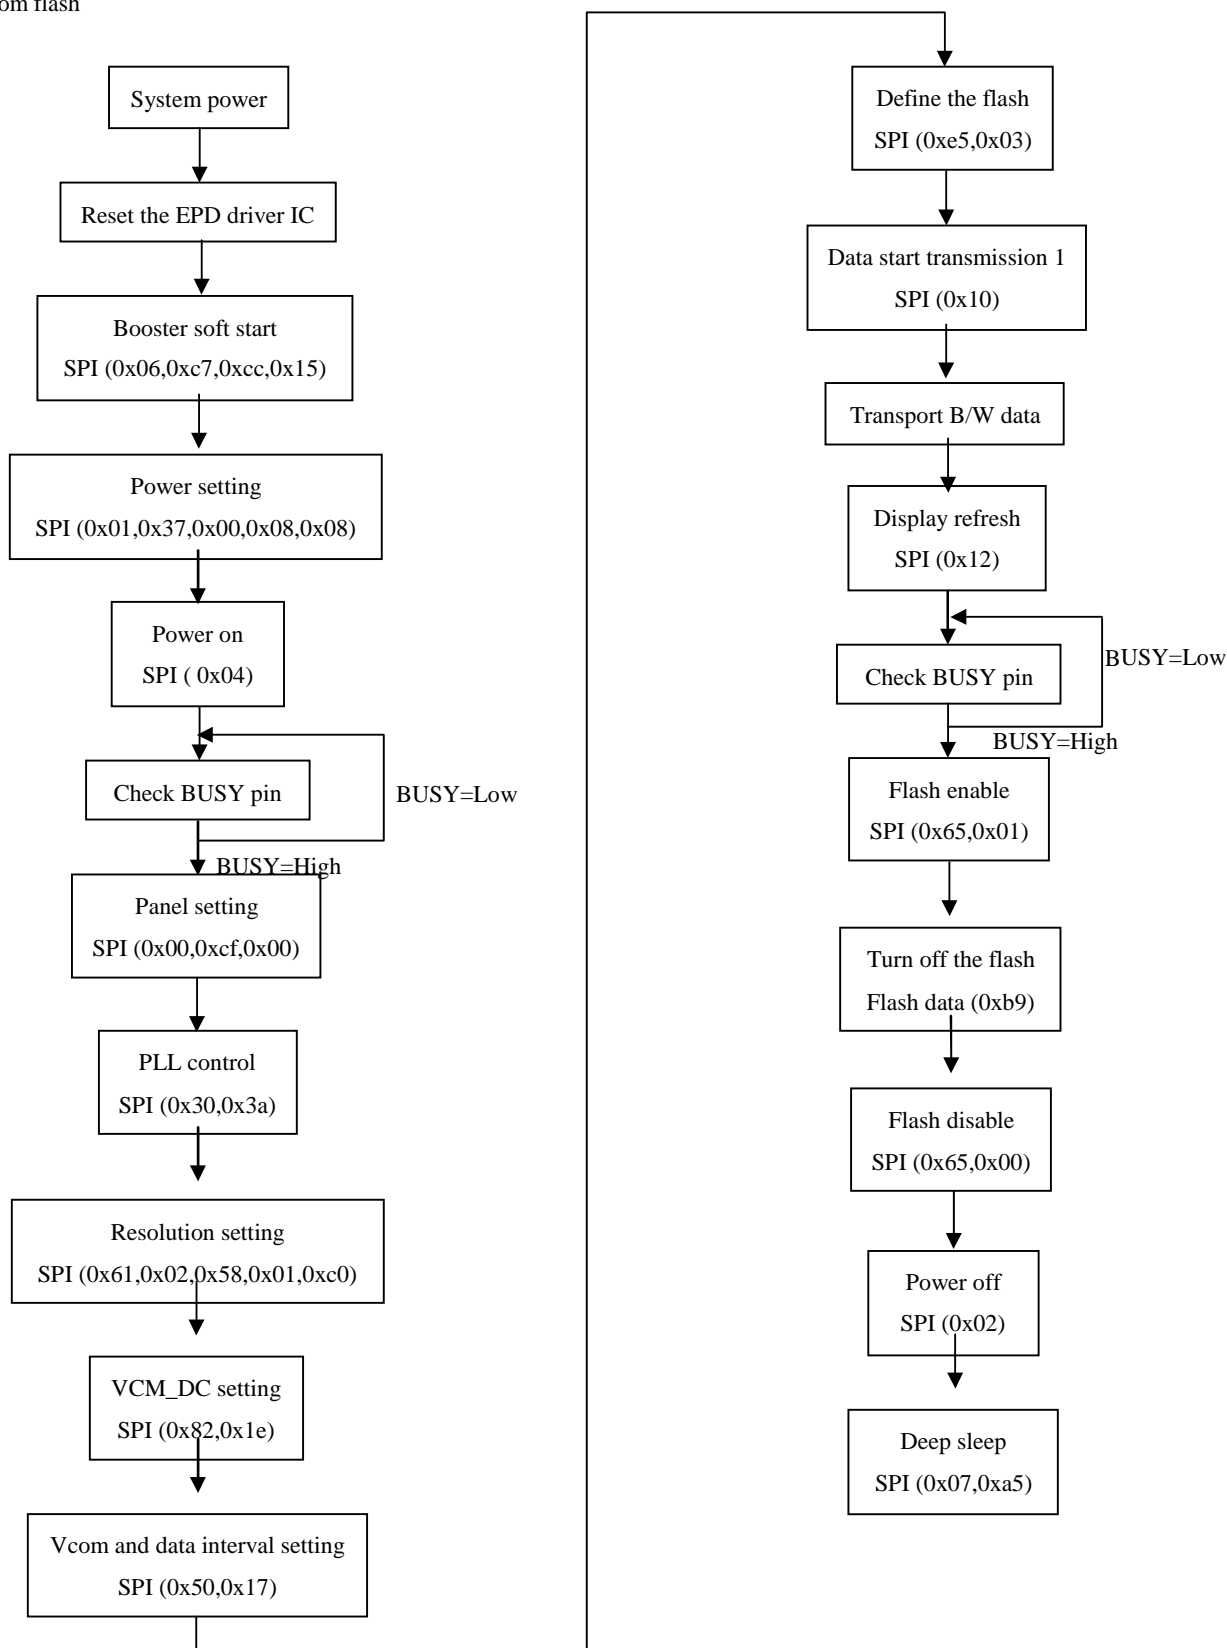 om flash
System power
Reset the EPD driver IC
Booster soft start
SPI (0x06,0xc7,0xcc,0x15)
Power setting
SPI (0x01,0x37,0x00,0x08,0x08)
Power on
SPI ( 0x04)
Check BUSY pin
BUSY=Low
BUSY=High
Panel setting
SPI (0x00,0xcf,0x00)
PLL control
SPI (0x30,0x3a)
Resolution setting
SPI (0x61,0x02,0x58,0x01,0xc0)
VCM_DC setting
SPI (0x82,0x1e)
Vcom and data interval setting
SPI (0x50,0x17)
Define the flash
SPI (0xe5,0x03)
Data start transmission 1
SPI (0x10)
Transport B/W data
Display refresh
SPI (0x12)
Check BUSY pin
BUSY=Low
BUSY=High
Flash enable
SPI (0x65,0x01)
Turn off the flash
Flash data (0xb9)
Flash disable
SPI (0x65,0x00)
Power off
SPI (0x02)
Deep sleep
SPI (0x07,0xa5)